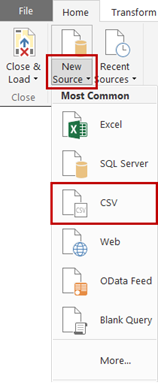 File
Home
Transform
Close &
Load
New
Source
Recent
Sources
Close
Most Common
Excel
SQL Server
CSV
CSV
Web
OData Feed
Blank Query
More...